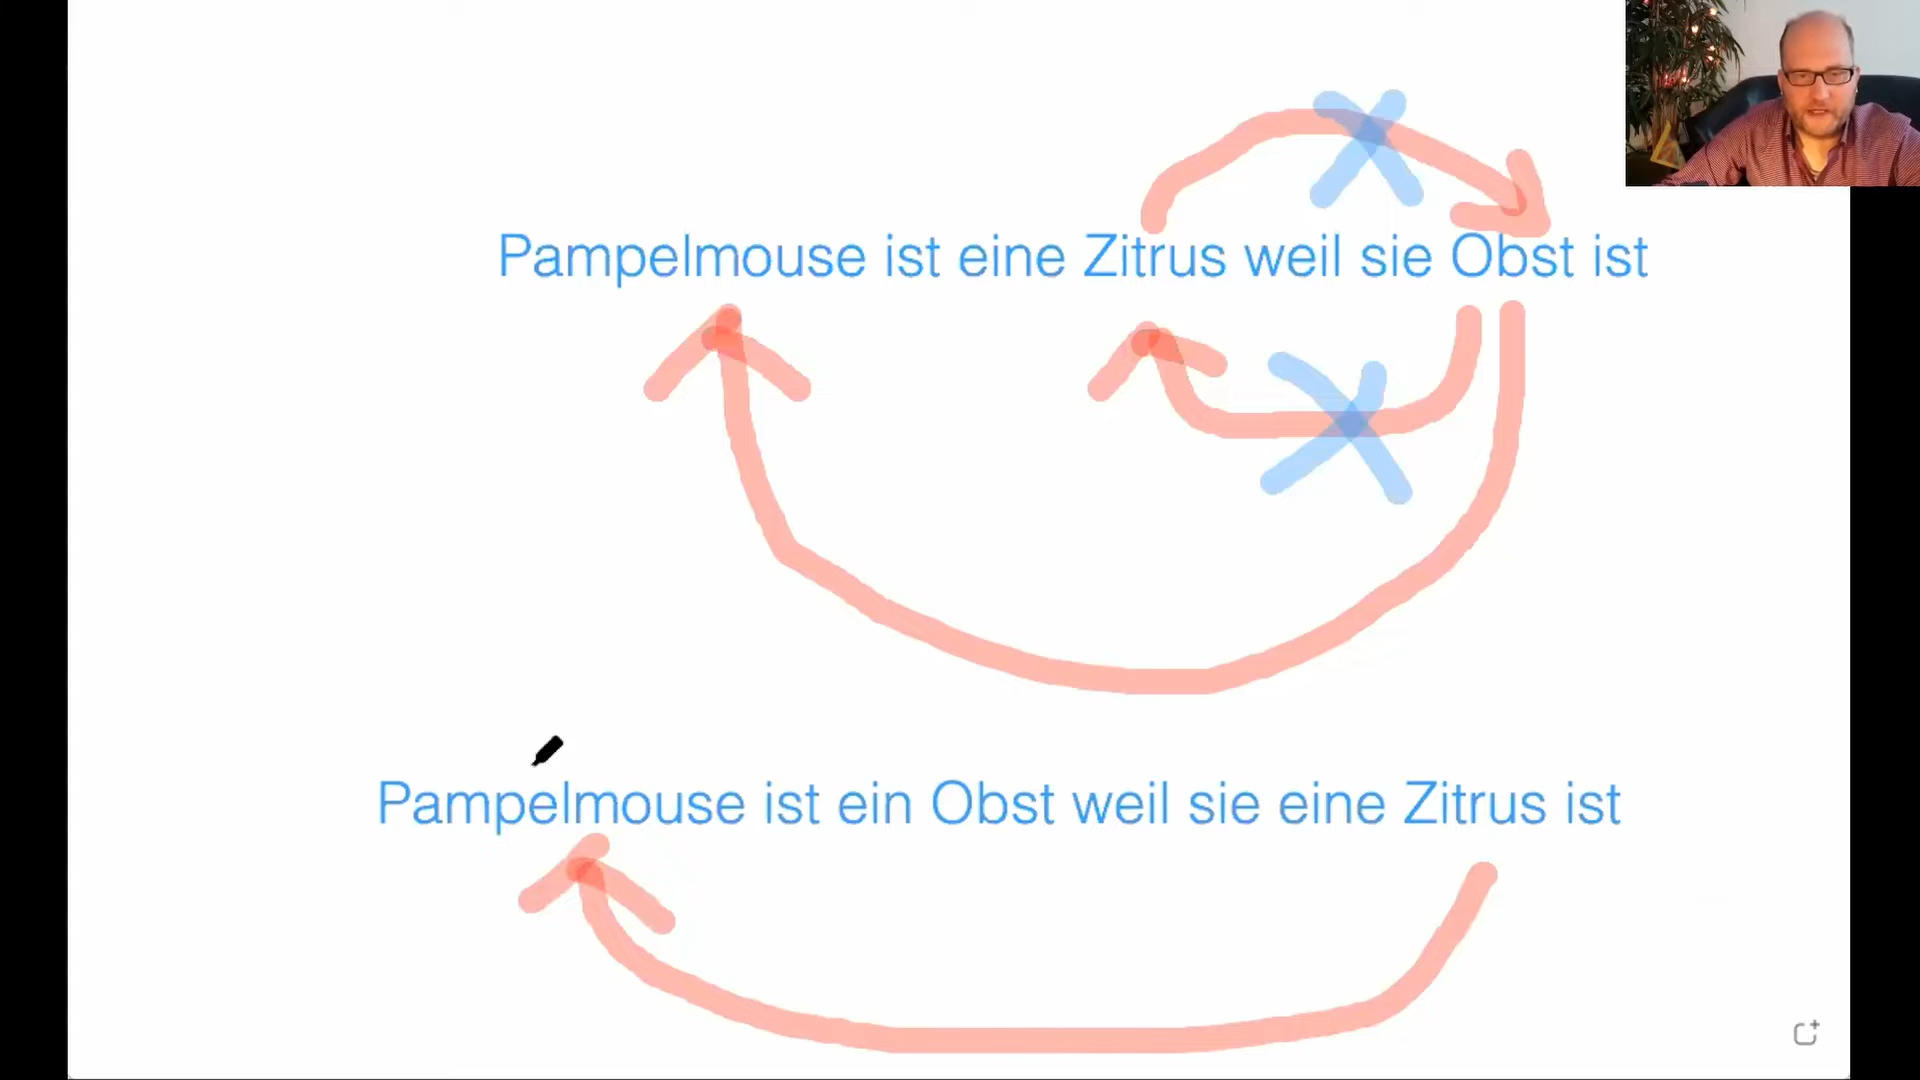 Pampelmouse ist eine Zitrus weil sie Obst ist
Pampelmouse ist ein Obst weil sie eine Zitrus ist